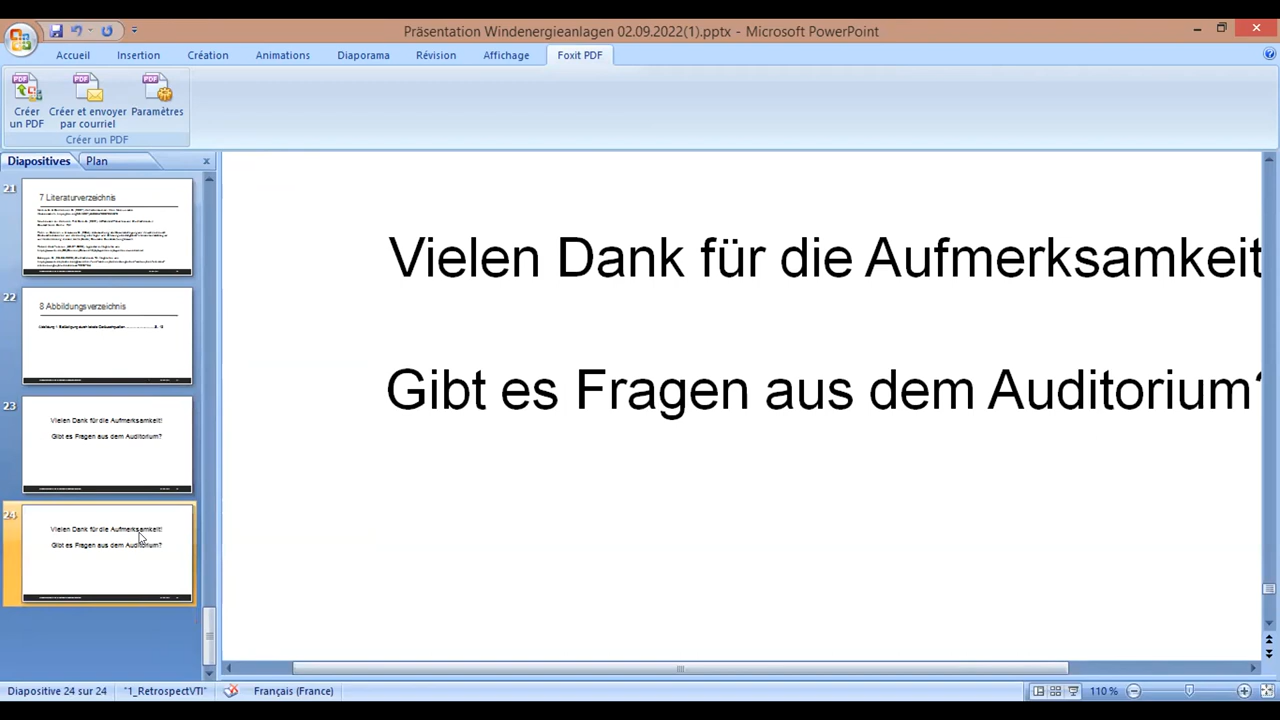 Präsentation Windenergieanlagen 02.09.2022(1).pptx - Microsoft PowerPoint
Accueil Insertion Création Animations Diaporama Révision Affichage Foxit PDF
Créer un PDF
Créer et envoyer par courriel
Paramètres
Créer un PDF
Diapositives Plan
21
7 Literaturverzeichnis
22
8 Abbildungsverzeichnis
23
Vielen Dank für die Aufmerksamkeit!
Gibt es Fragen aus dem Auditorium?
24
Vielen Dank für die Aufmerksamkeit!
Gibt es Fragen aus dem Auditorium?
Vielen Dank für die Aufmerksamkeit
Gibt es Fragen aus dem Auditorium?
Diapositive 24 sur 24 "1_RetrospectVTI" Français (France) 110 %